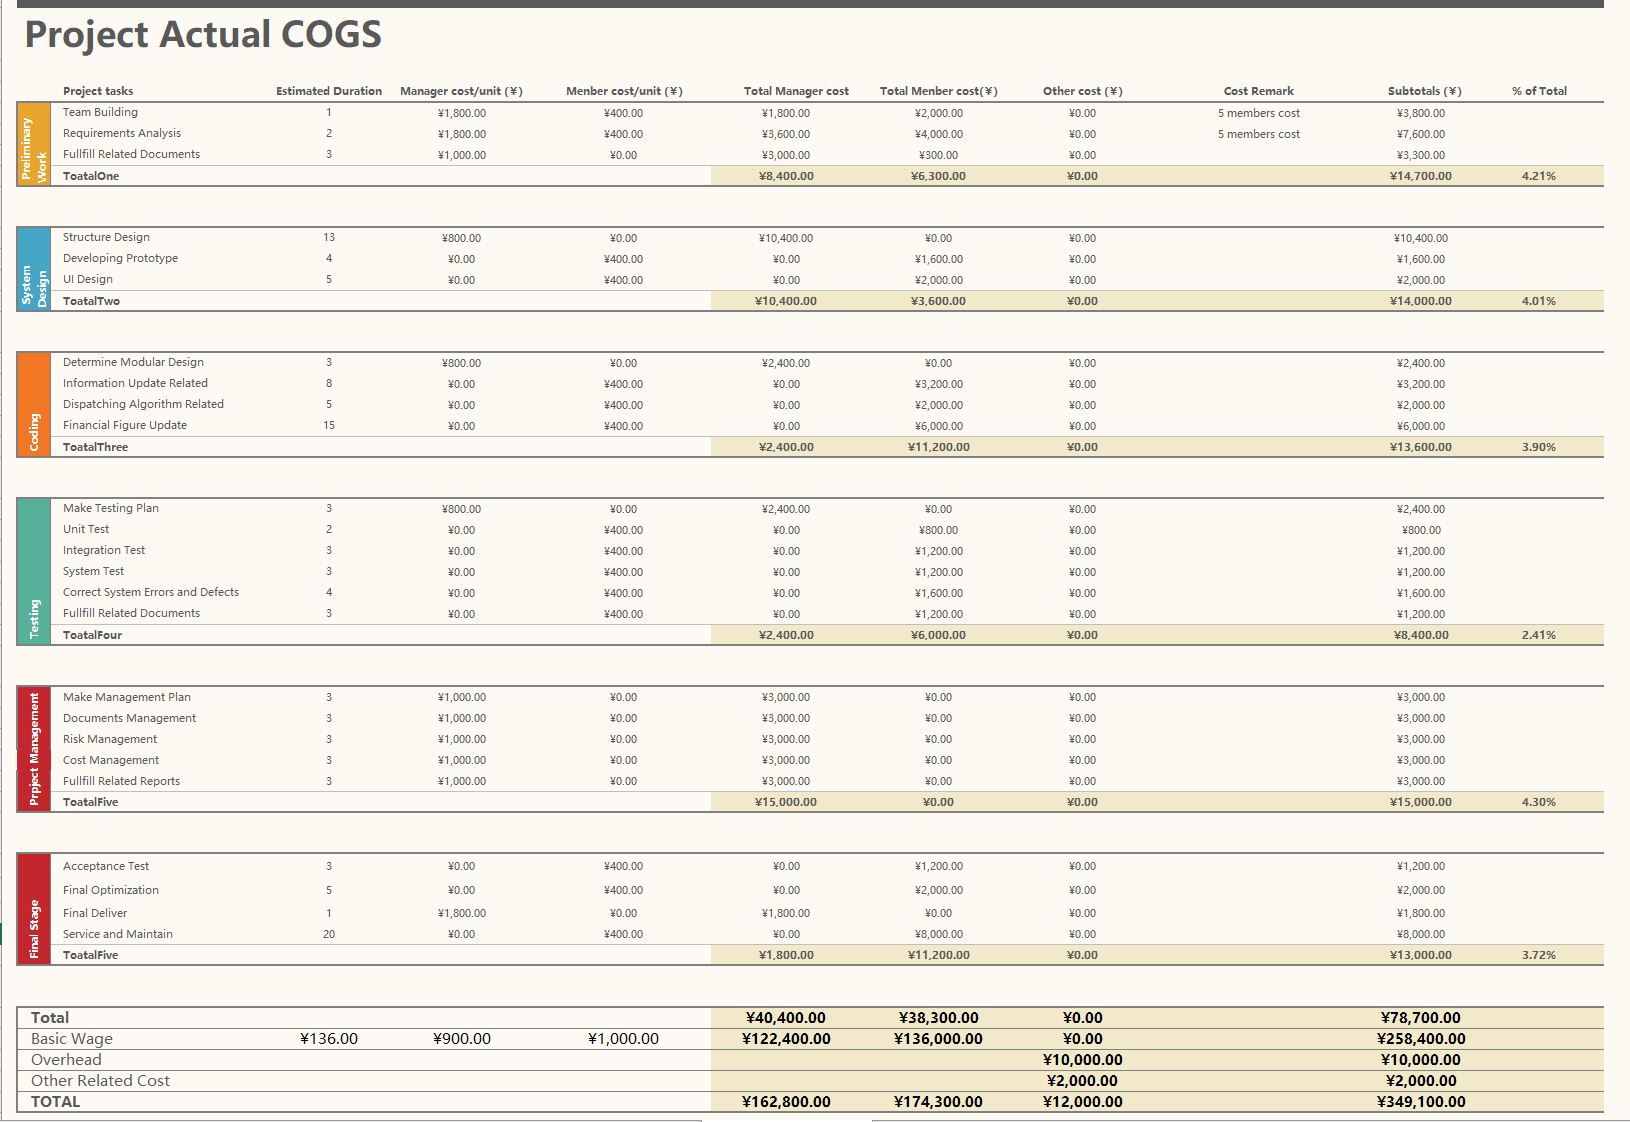 Project Actual COGS
Project tasks Estimated Duration Manager cost/unit (¥) Menber cost/unit (¥) Total Manager cost Total Menber cost(¥) Other cost (¥) Cost Remark Subtotals (¥) % of Total
Preliminary Work
Team Building 1 ¥1,800.00 ¥400.00 ¥1,800.00 ¥2,000.00 ¥0.00 5 members cost ¥3,800.00
Requirements Analysis 2 ¥1,800.00 ¥400.00 ¥3,600.00 ¥4,000.00 ¥0.00 5 members cost ¥7,600.00
Fullfill Related Documents 3 ¥1,000.00 ¥0.00 ¥3,000.00 ¥300.00 ¥0.00 ¥3,300.00
ToatalOne ¥8,400.00 ¥6,300.00 ¥0.00 ¥14,700.00 4.21%
System Design
Structure Design 13 ¥800.00 ¥0.00 ¥10,400.00 ¥0.00 ¥0.00 ¥10,400.00
Developing Prototype 4 ¥0.00 ¥400.00 ¥0.00 ¥1,600.00 ¥0.00 ¥1,600.00
UI Design 5 ¥0.00 ¥400.00 ¥0.00 ¥2,000.00 ¥0.00 ¥2,000.00
ToatalTwo ¥10,400.00 ¥3,600.00 ¥0.00 ¥14,000.00 4.01%
Coding
Determine Modular Design 3 ¥800.00 ¥0.00 ¥2,400.00 ¥0.00 ¥0.00 ¥2,400.00
Information Update Related 8 ¥0.00 ¥400.00 ¥0.00 ¥3,200.00 ¥0.00 ¥3,200.00
Dispatching Algorithm Related 5 ¥0.00 ¥400.00 ¥0.00 ¥2,000.00 ¥0.00 ¥2,000.00
Financial Figure Update 15 ¥0.00 ¥400.00 ¥0.00 ¥6,000.00 ¥0.00 ¥6,000.00
ToatalThree ¥2,400.00 ¥11,200.00 ¥0.00 ¥13,600.00 3.90%
Testing
Make Testing Plan 3 ¥800.00 ¥0.00 ¥2,400.00 ¥0.00 ¥0.00 ¥2,400.00
Unit Test 2 ¥0.00 ¥400.00 ¥0.00 ¥800.00 ¥0.00 ¥800.00
Integration Test 3 ¥0.00 ¥400.00 ¥0.00 ¥1,200.00 ¥0.00 ¥1,200.00
System Test 3 ¥0.00 ¥400.00 ¥0.00 ¥1,200.00 ¥0.00 ¥1,200.00
Correct System Errors and Defects 4 ¥0.00 ¥400.00 ¥0.00 ¥1,600.00 ¥0.00 ¥1,600.00
Fullfill Related Documents 3 ¥0.00 ¥400.00 ¥0.00 ¥1,200.00 ¥0.00 ¥1,200.00
ToatalFour ¥2,400.00 ¥6,000.00 ¥0.00 ¥8,400.00 2.41%
Prpject Management
Make Management Plan 3 ¥1,000.00 ¥0.00 ¥3,000.00 ¥0.00 ¥0.00 ¥3,000.00
Documents Management 3 ¥1,000.00 ¥0.00 ¥3,000.00 ¥0.00 ¥0.00 ¥3,000.00
Risk Management 3 ¥1,000.00 ¥0.00 ¥3,000.00 ¥0.00 ¥0.00 ¥3,000.00
Cost Management 3 ¥1,000.00 ¥0.00 ¥3,000.00 ¥0.00 ¥0.00 ¥3,000.00
Fullfill Related Reports 3 ¥1,000.00 ¥0.00 ¥3,000.00 ¥0.00 ¥0.00 ¥3,000.00
ToatalFive ¥15,000.00 ¥0.00 ¥0.00 ¥15,000.00 4.30%
Final Stage
Acceptance Test 3 ¥0.00 ¥400.00 ¥0.00 ¥1,200.00 ¥0.00 ¥1,200.00
Final Optimization 5 ¥0.00 ¥400.00 ¥0.00 ¥2,000.00 ¥0.00 ¥2,000.00
Final Deliver 1 ¥1,800.00 ¥0.00 ¥1,800.00 ¥0.00 ¥0.00 ¥1,800.00
Service and Maintain 20 ¥0.00 ¥400.00 ¥0.00 ¥8,000.00 ¥0.00 ¥8,000.00
ToatalFive ¥1,800.00 ¥11,200.00 ¥0.00 ¥13,000.00 3.72%
Total ¥40,400.00 ¥38,300.00 ¥0.00 ¥78,700.00
Basic Wage ¥136.00 ¥900.00 ¥1,000.00 ¥122,400.00 ¥136,000.00 ¥0.00 ¥258,400.00
Overhead ¥10,000.00 ¥10,000.00
Other Related Cost ¥2,000.00 ¥2,000.00
TOTAL ¥162,800.00 ¥174,300.00 ¥12,000.00 ¥349,100.00